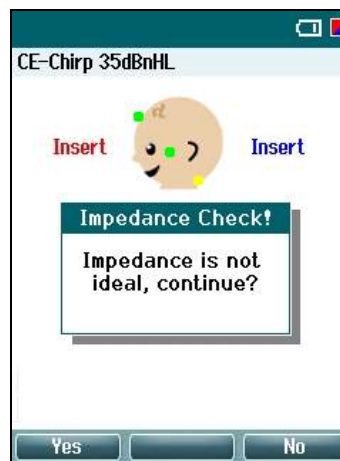 CE-Chirp 35dBnHL
Insert Insert
Impedance Check!
Impedance is not
ideal, continue?
Yes No